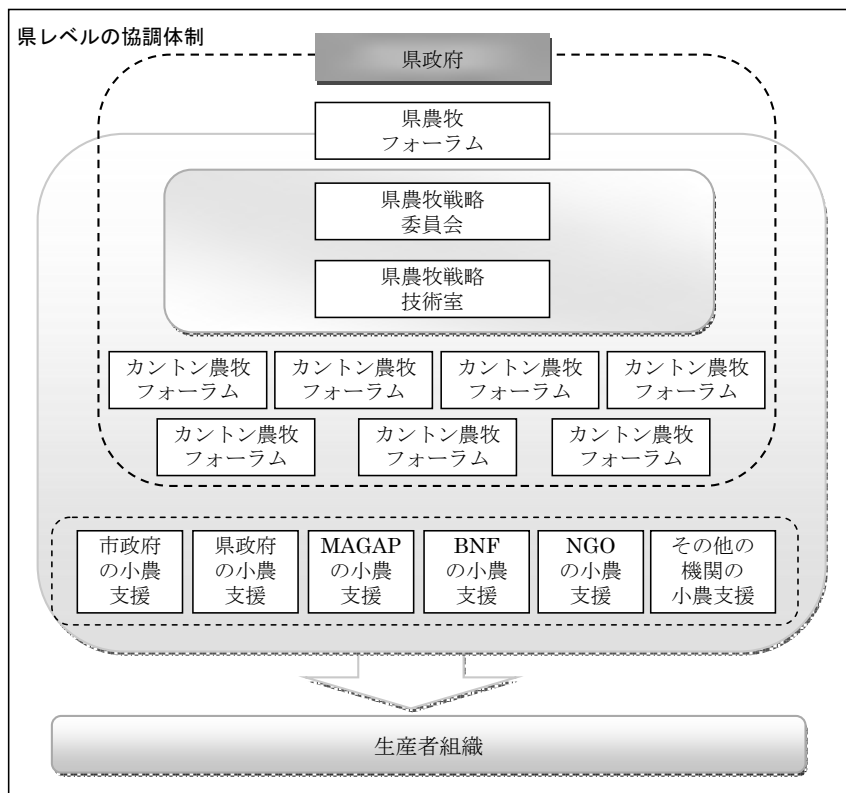 県レベルの協調体制
県政府
県農牧
フォーラム
県農牧戦略
委員会
県農牧戦略
技術室
カントン農牧
フォーラム
カントン農牧
フォーラム
カントン農牧
フォーラム
カントン農牧
フォーラム
カントン農牧
フォーラム
カントン農牧
フォーラム
カントン農牧
フォーラム
市政府
の小農
支援
県政府
の小農
支援
MAGAP
の小農
支援
BNF
の小農
支援
NGO
の小農
支援
その他の
機関の
小農支援
生産者組織